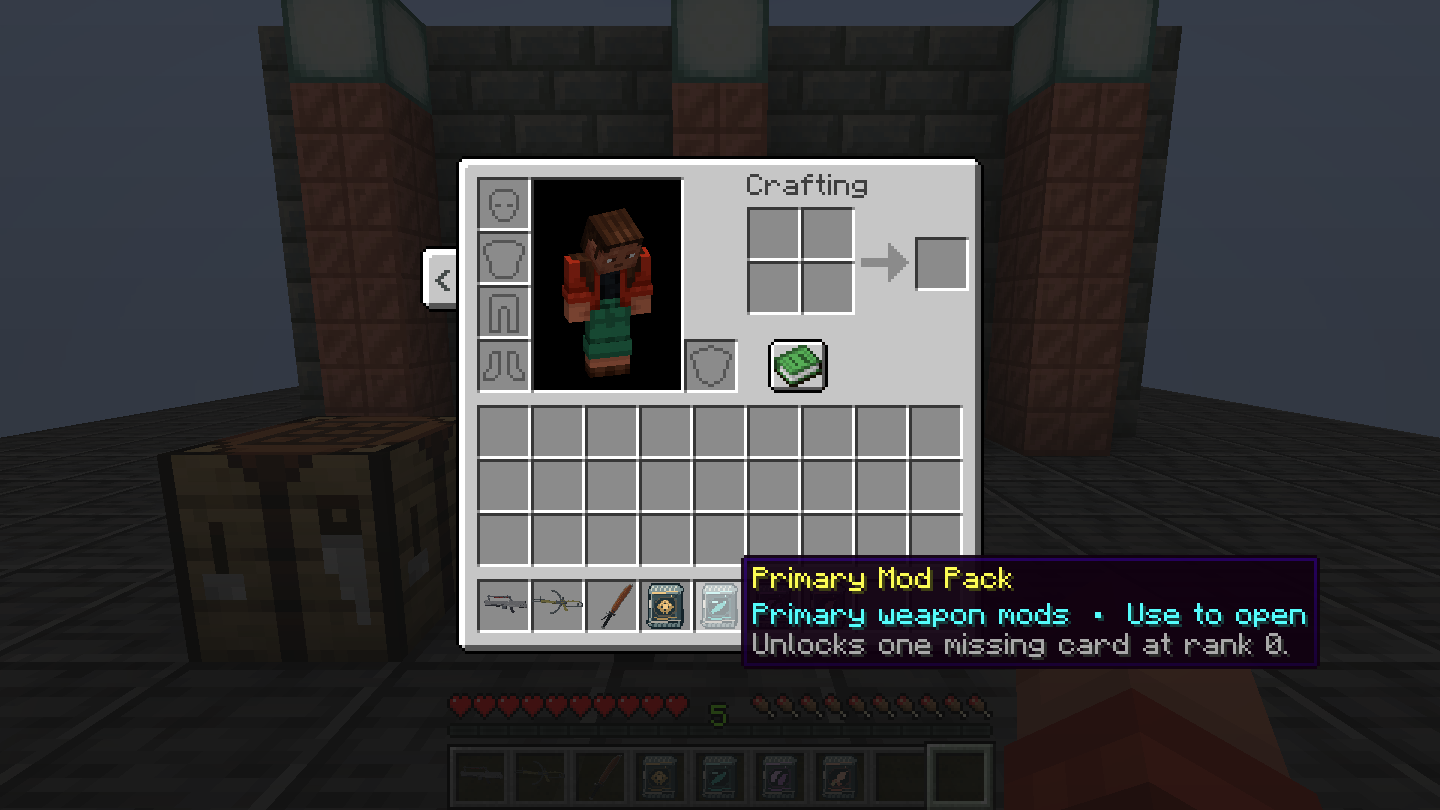 Crafting
Primary Mod Pack
Primary weapon mods • Use to open
Unlocks one missing card at rank 0.
5